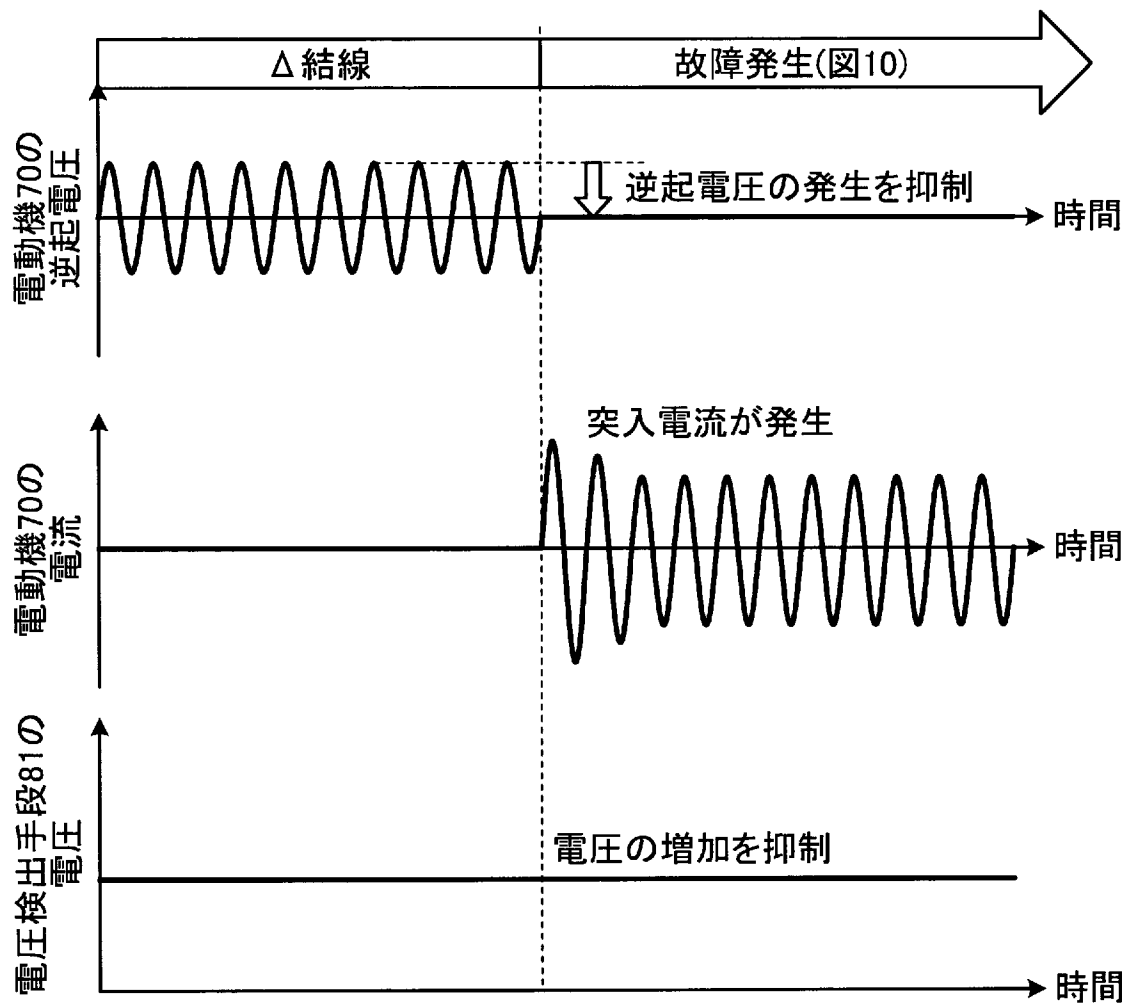 Δ結線
故障発生(図10)
電動機70の
逆起電圧
逆起電圧の発生を抑制
時間
突入電流が発生
電動機70の
電流
時間
電圧検出手段81の
電圧
電圧の増加を抑制
時間